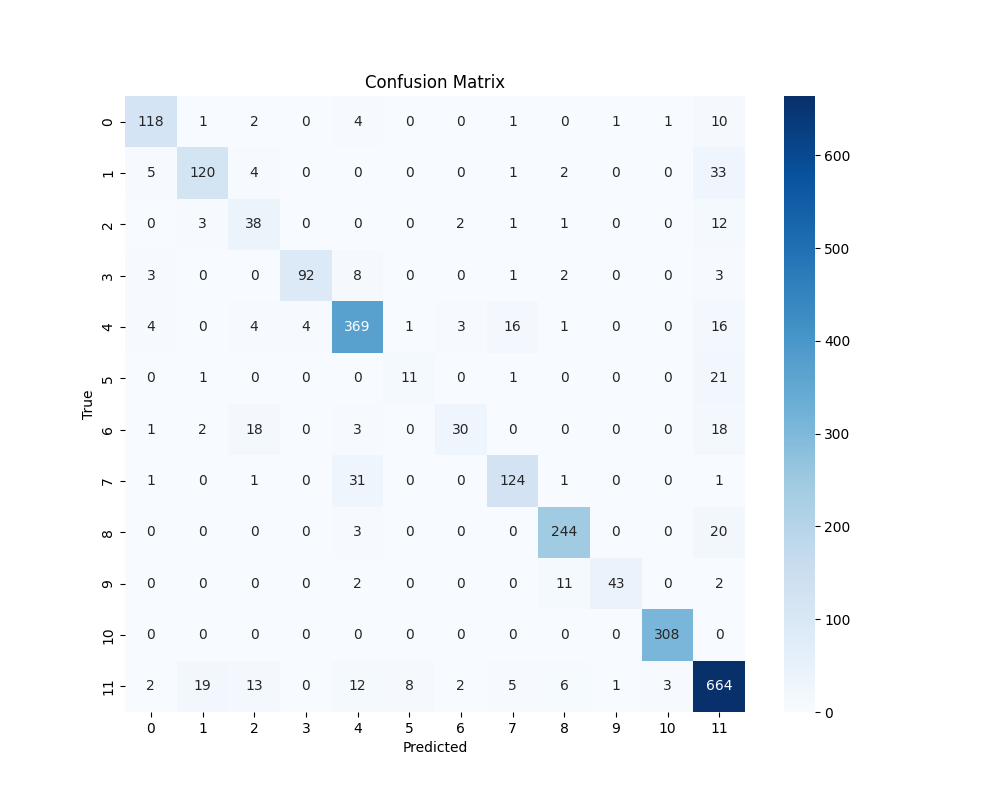 Confusion Matrix
0 118 1 2 0 4 0 0 1 0 1 1 10
1 5 120 4 0 0 0 0 1 2 0 0 33
2 0 3 38 0 0 0 2 1 1 0 0 12
3 3 0 0 92 8 0 0 1 2 0 0 3
4 4 0 4 4 369 1 3 16 1 0 0 16
5 0 1 0 0 0 11 0 1 0 0 0 21
6 1 2 18 0 3 0 30 0 0 0 0 18
7 1 0 1 0 31 0 0 124 1 0 0 1
8 0 0 0 0 3 0 0 0 244 0 0 20
9 0 0 0 0 2 0 0 0 11 43 0 2
10 0 0 0 0 0 0 0 0 0 0 308 0
11 2 19 13 0 12 8 2 5 6 1 3 664
0 1 2 3 4 5 6 7 8 9 10 11
Predicted
True
600
500
400
300
200
100
0